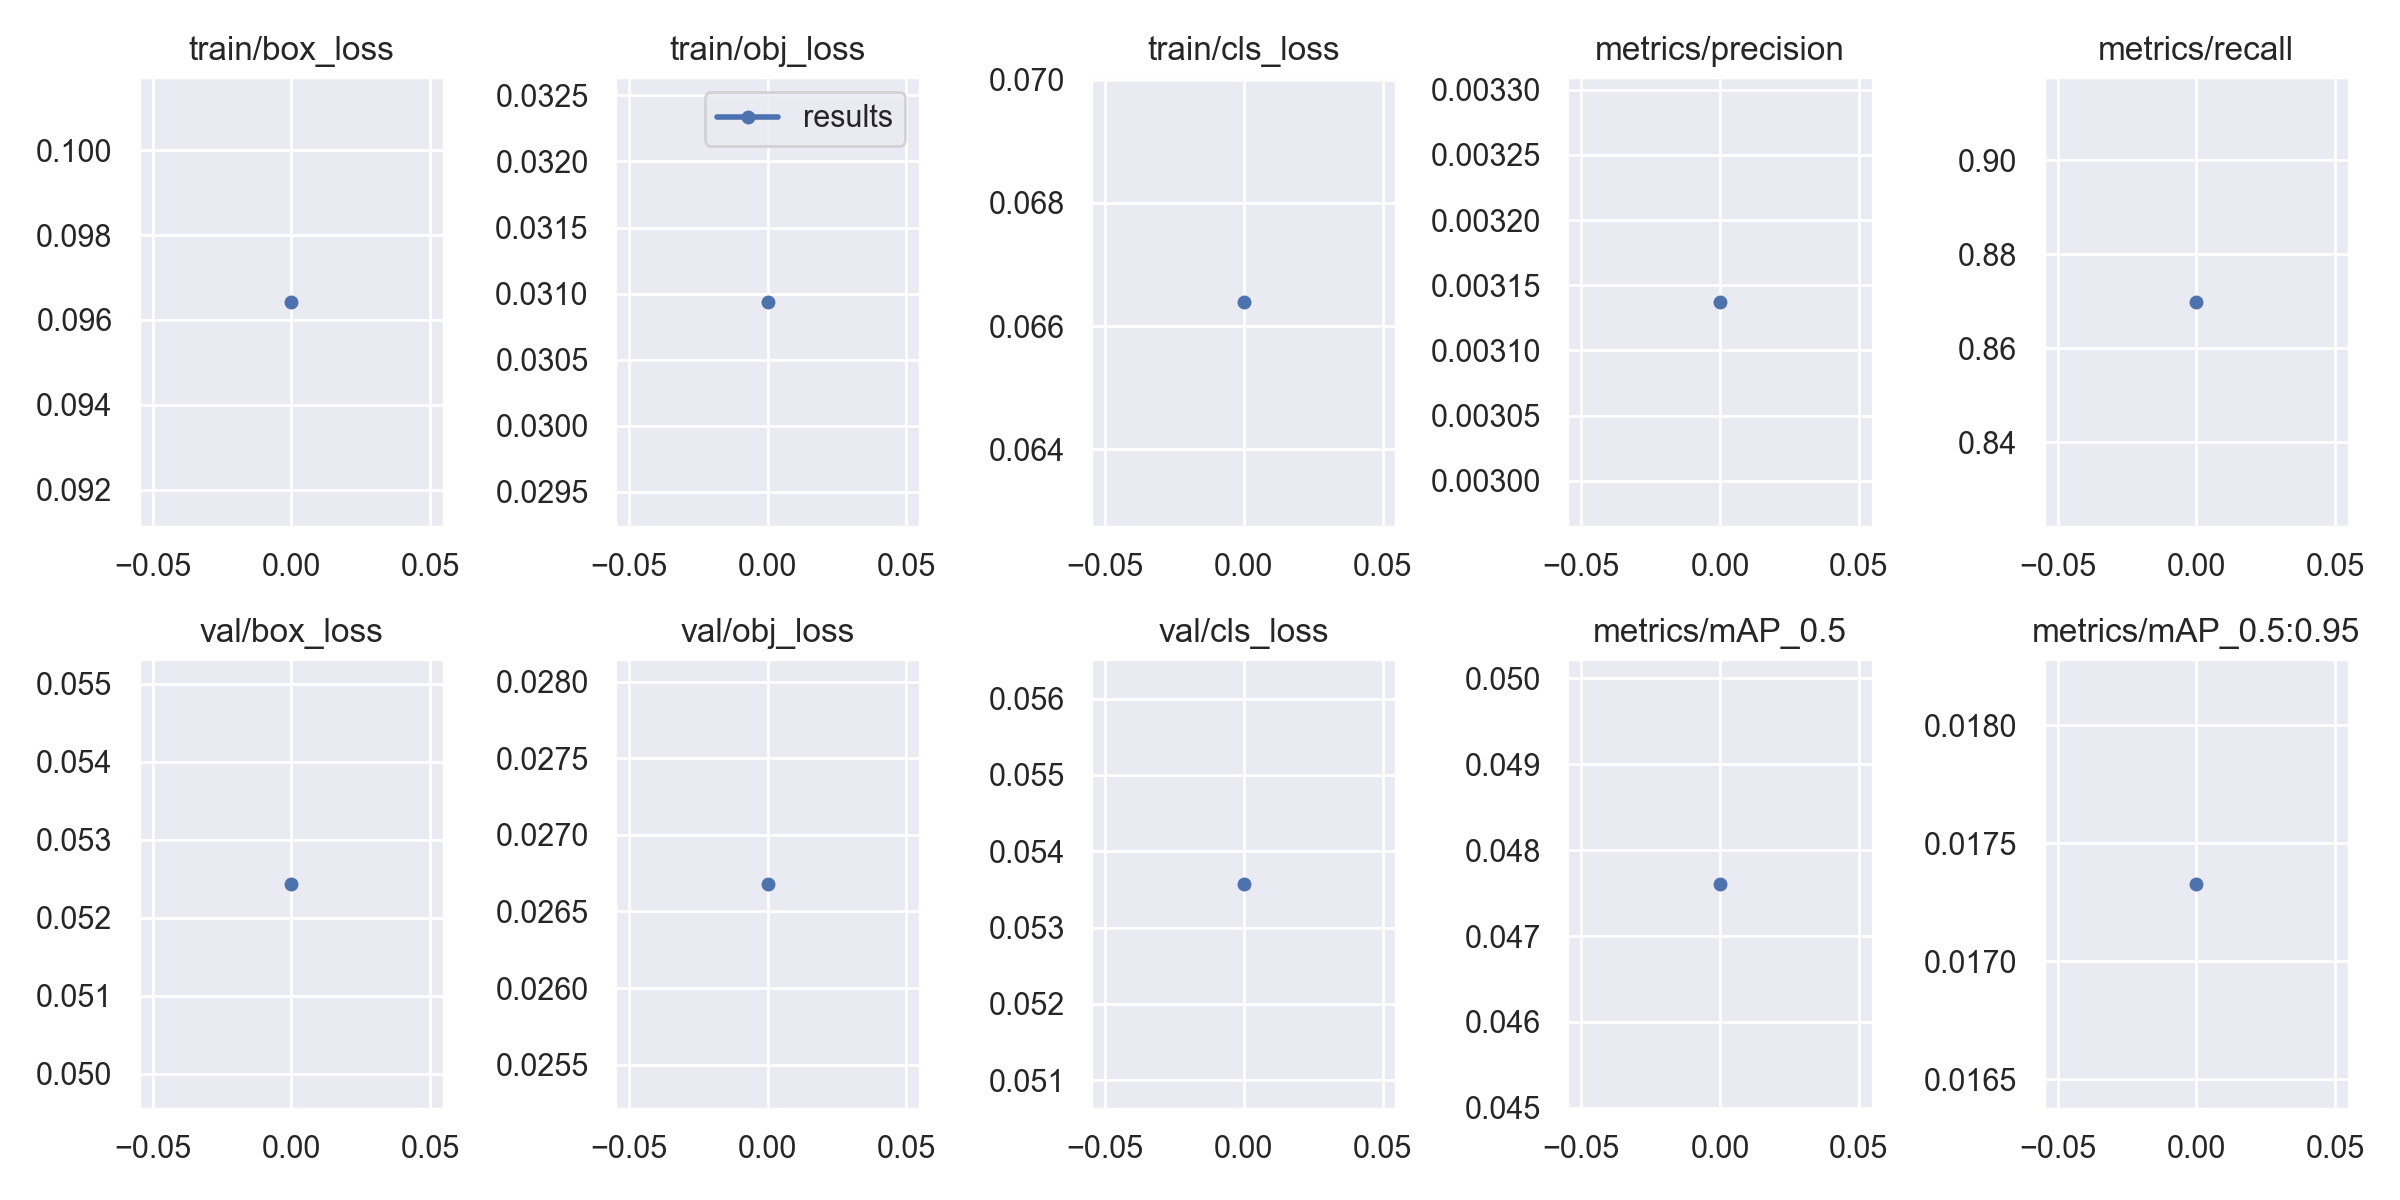 train/box_loss
0.100
0.098
0.096
0.094
0.092
−0.05 0.00 0.05
train/obj_loss
results
0.0325
0.0320
0.0315
0.0310
0.0305
0.0300
0.0295
−0.05 0.00 0.05
train/cls_loss
0.070
0.068
0.066
0.064
−0.05 0.00 0.05
metrics/precision
0.00330
0.00325
0.00320
0.00315
0.00310
0.00305
0.00300
−0.05 0.00 0.05
metrics/recall
0.90
0.88
0.86
0.84
−0.05 0.00 0.05
val/box_loss
0.055
0.054
0.053
0.052
0.051
0.050
−0.05 0.00 0.05
val/obj_loss
0.0280
0.0275
0.0270
0.0265
0.0260
0.0255
−0.05 0.00 0.05
val/cls_loss
0.056
0.055
0.054
0.053
0.052
0.051
−0.05 0.00 0.05
metrics/mAP_0.5
0.050
0.049
0.048
0.047
0.046
0.045
−0.05 0.00 0.05
metrics/mAP_0.5:0.95
0.0180
0.0175
0.0170
0.0165
−0.05 0.00 0.05